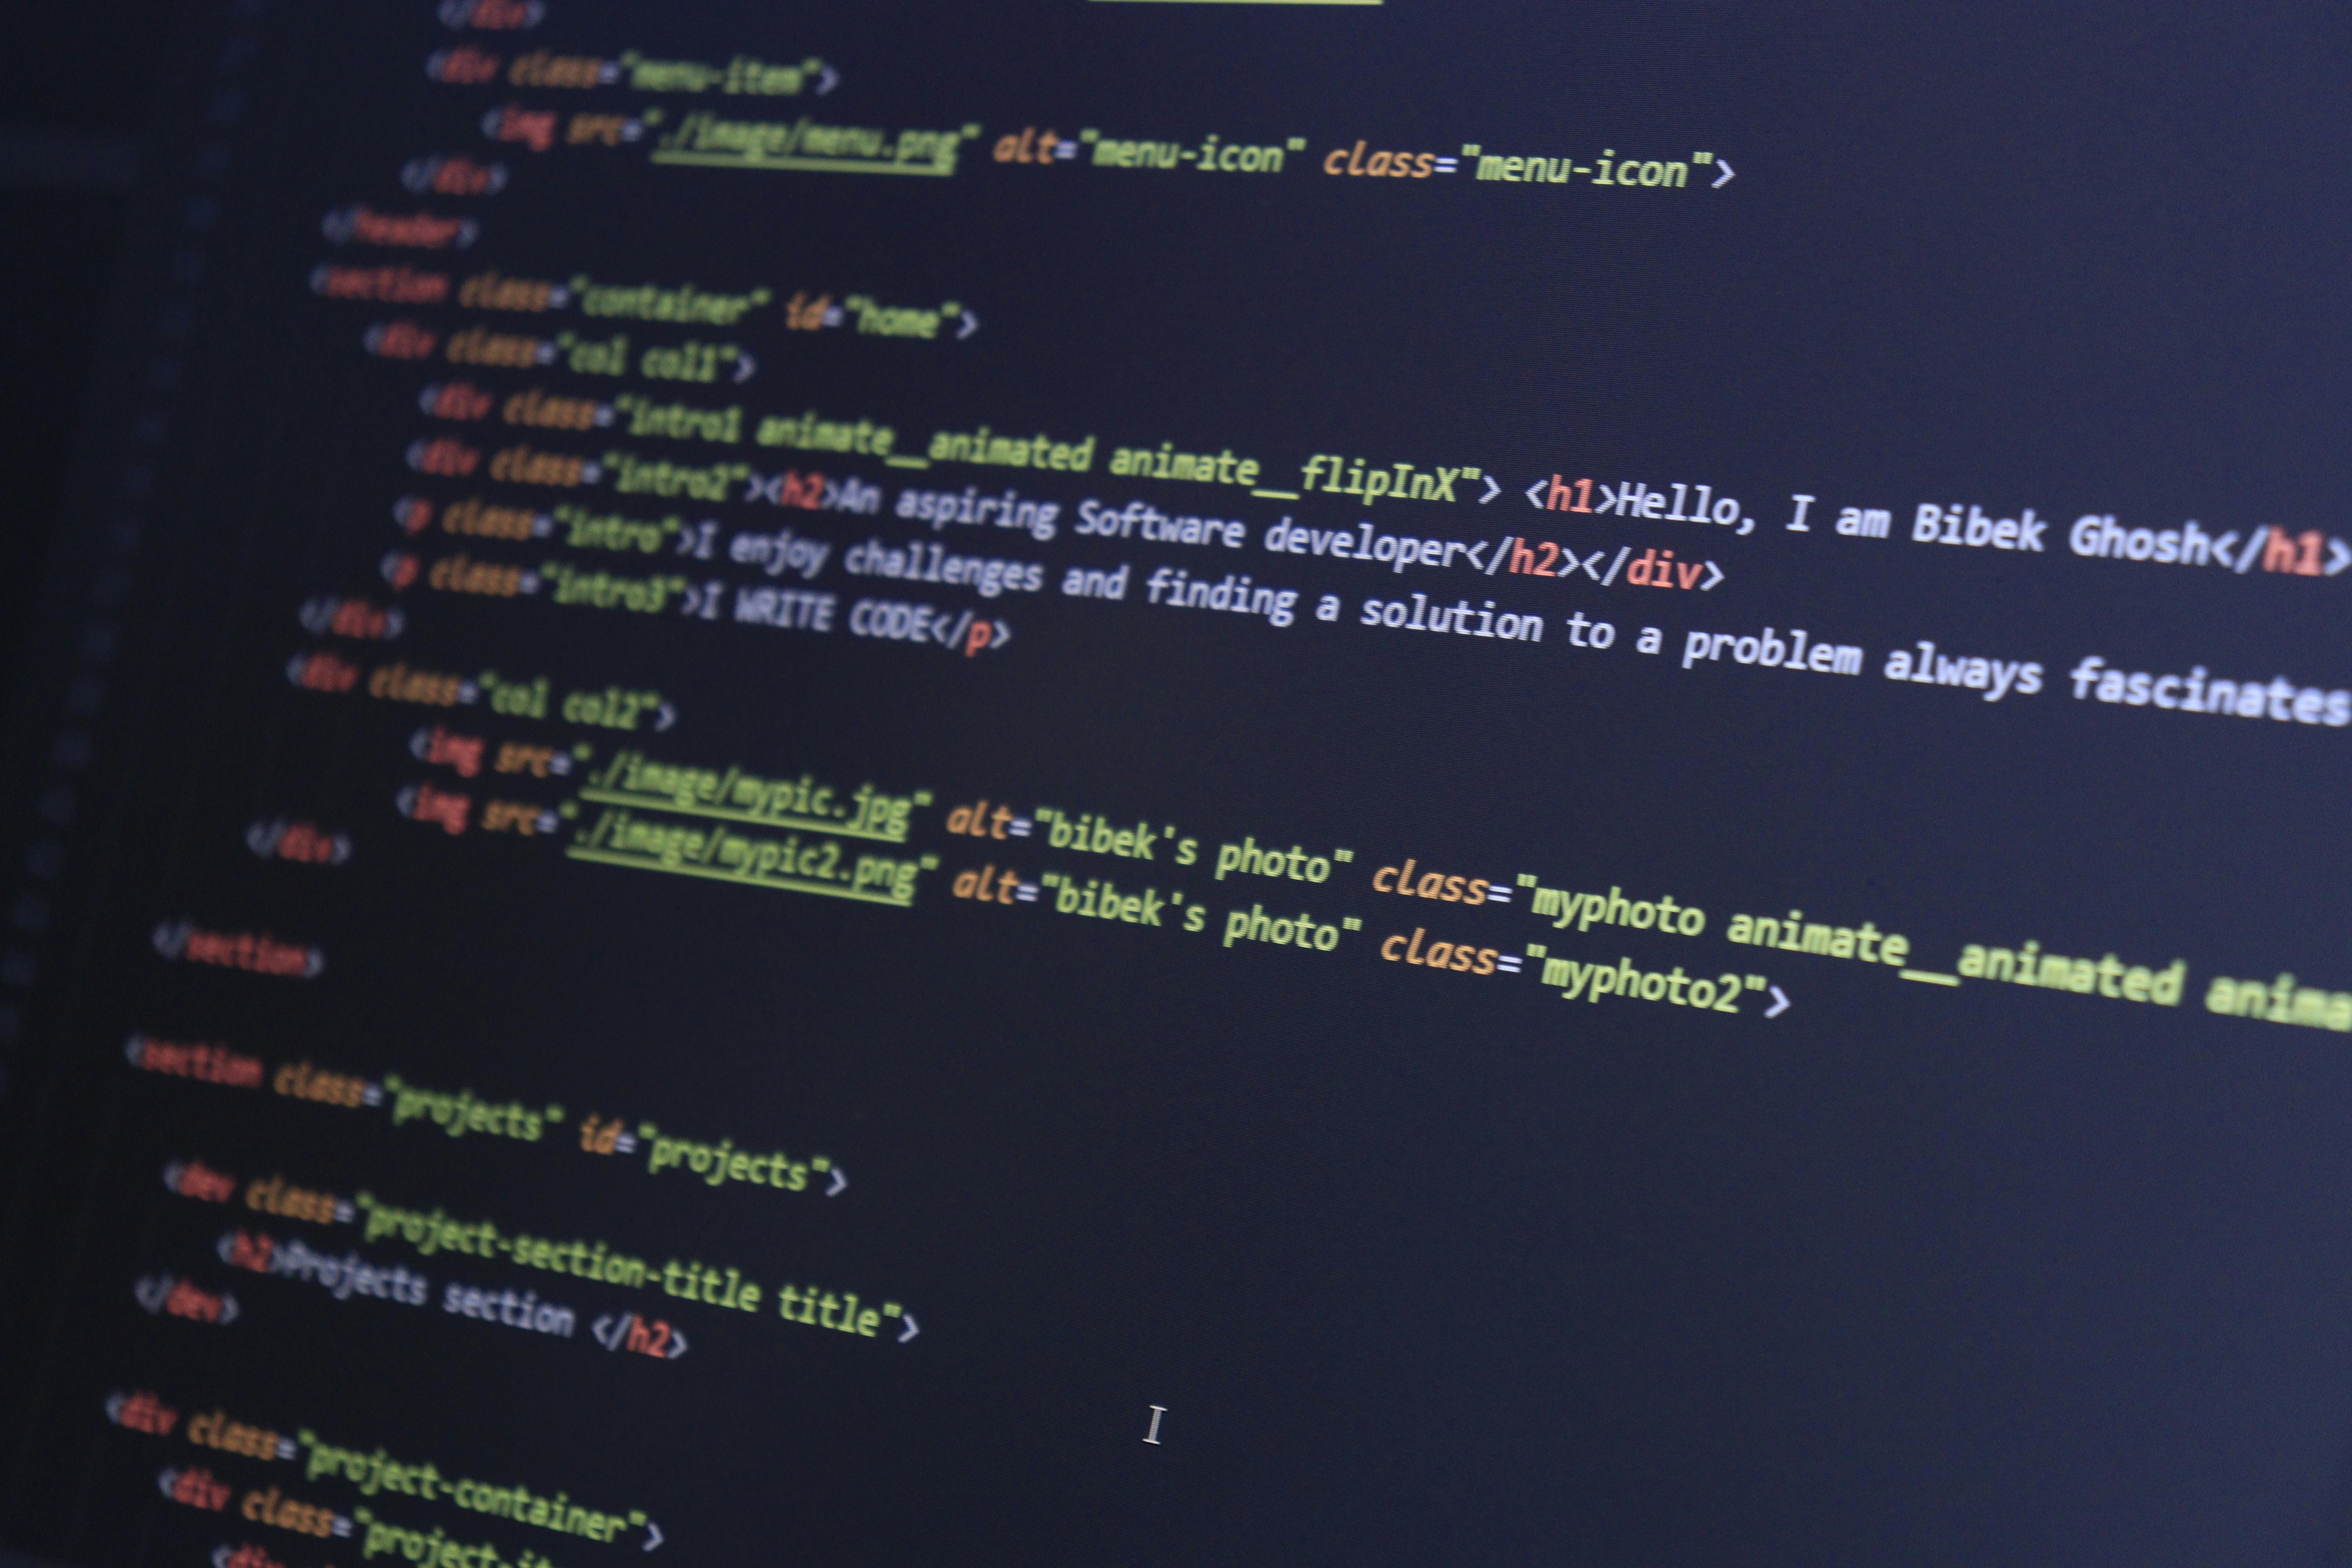 </div>
<div class="menu-item">
<img src="./image/menu.png" alt="menu-icon" class="menu-icon">
</div>
</header>
<section class="container" id="home">
<div class="col col1">
<div class="intro1 animate__animated animate__flipInX"> <h1>Hello, I am Bibek Ghosh</h1>
<div class="intro2"><h2>An aspiring Software developer</h2></div>
<p class="intro">I enjoy challenges and finding a solution to a problem always fascinates
<p class="intro3">I WRITE CODE</p>
</div>
<div class="col col2">
<img src="./image/mypic.jpg" alt="bibek's photo" class="myphoto animate__animated anima
<img src="./image/mypic2.png" alt="bibek's photo" class="myphoto2">
</div>
</section>
<section class="projects" id="projects">
<dev class="project-section-title title">
<h2>Projects section </h2>
</dev>
<div class="project-container">
<div class="project-it
<div